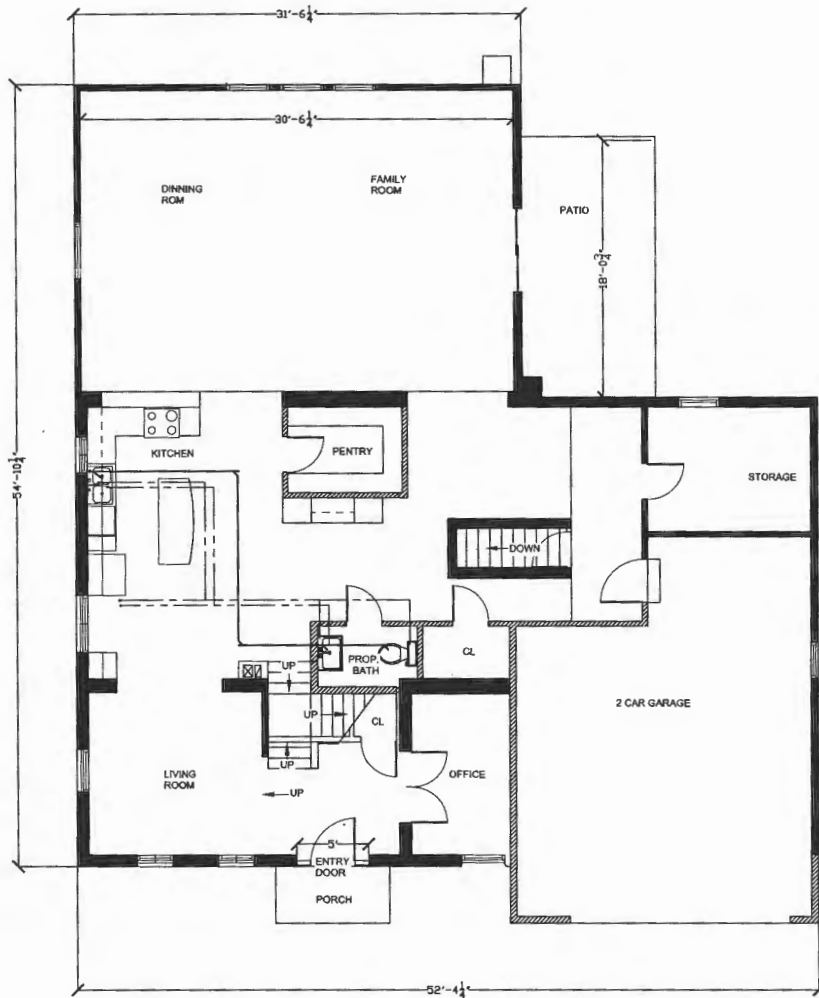 31'-6¼"
30'-6¼"
DINNING
ROM
FAMILY
ROOM
PATIO
18'-0¾"
54'-10¼"
KITCHEN
PENTRY
STORAGE
DOWN
UP
PROP.
BATH
CL
UP
CL
2 CAR GARAGE
UP
OFFICE
LIVING
ROOM
UP
5'
ENTRY
DOOR
PORCH
52'-4¼"